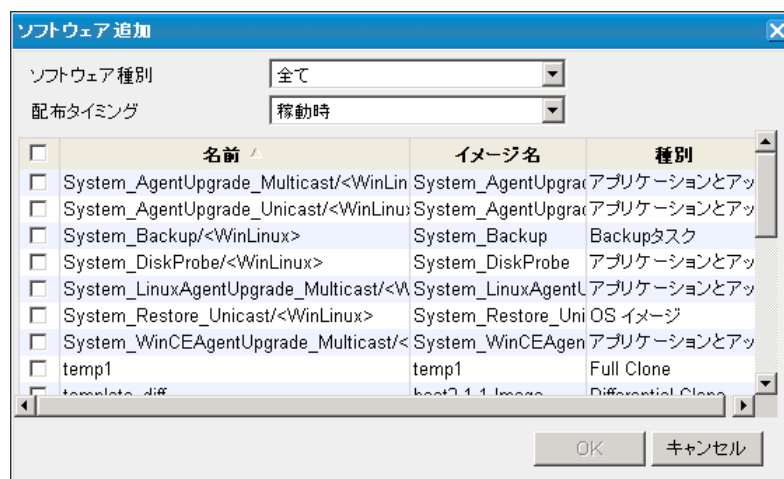 ソフトウェア追加
ソフトウェア種別 全て
配布タイミング 稼動時
名前 イメージ名 種別
System_AgentUpgrade_Multicast/<WinLin System_AgentUpgrad アプリケーションとアッ
System_AgentUpgrade_Unicast/<WinLinu System_AgentUpgrad アプリケーションとアッ
System_Backup/<WinLinux> System_Backup Backupタスク
System_DiskProbe/<WinLinux> System_DiskProbe アプリケーションとアッ
System_LinuxAgentUpgrade_Multicast/<W System_LinuxAgentU アプリケーションとアッ
System_Restore_Unicast/<WinLinux> System_Restore_Uni OS イメージ
System_WinCEAgentUpgrade_Multicast/< System_WinCEAgen アプリケーションとアッ
temp1 temp1 Full Clone
template_diff Differential Clone
OK キャンセル